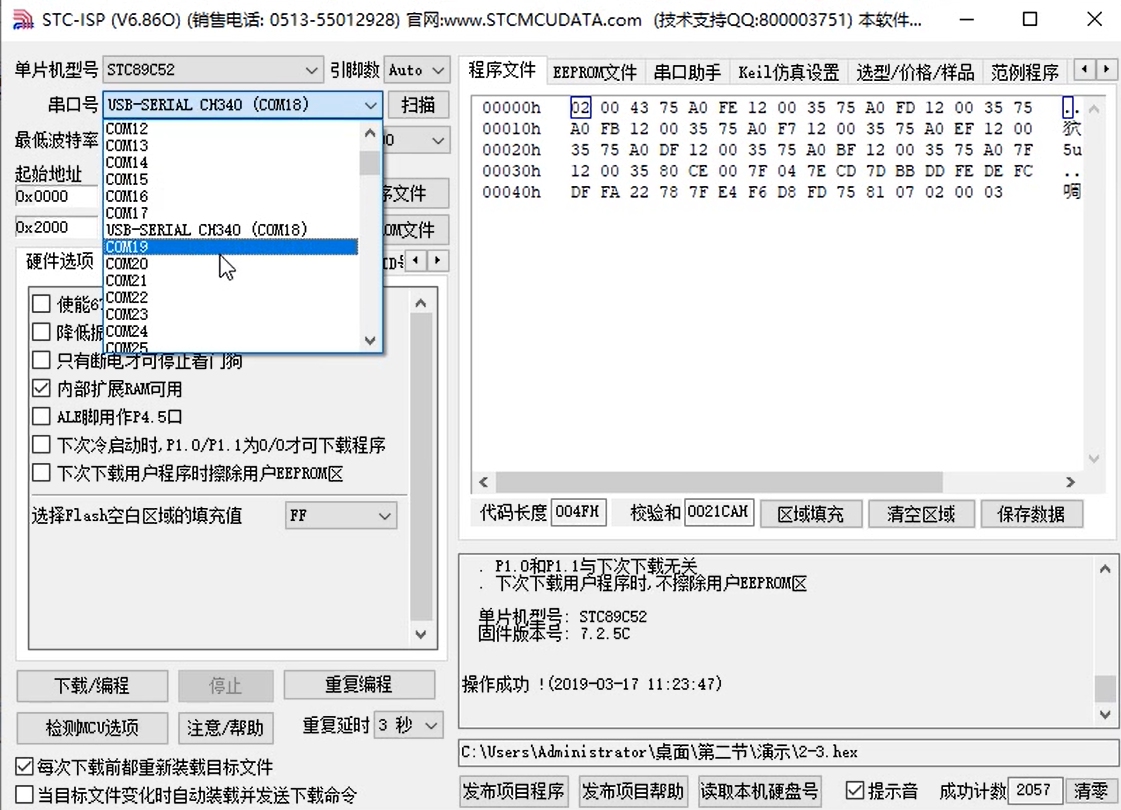 STC-ISP (V6.86O) (销售电话: 0513-55012928) 官网:www.STCMCUDATA.com (技术支持QQ:800003751) 本软件...
单片机型号 STC89C52 引脚数 Auto
串口号 USB-SERIAL CH340 (COM18) 扫描
最低波特率
COM12
COM13
COM14
COM15
COM16
COM17
USB-SERIAL CH340 (COM18)
COM19
COM20
COM21
COM22
COM23
COM24
COM25
起始地址
0x0000 序文件
0x2000 OM文件
硬件选项
使能6
降低振
只有断电才可停止看门狗
内部扩展RAM可用
ALE脚用作P4.5口
下次冷启动时,P1.0/P1.1为0/0才可下载程序
下次下载用户程序时擦除用户EEPROM区
选择Flash空白区域的填充值 FF
下载/编程 停止 重复编程
检测MCU选项 注意/帮助 重复延时 3 秒
每次下载前都重新装载目标文件
当目标文件变化时自动装载并发送下载命令
程序文件 EEPROM文件 串口助手 Keil仿真设置 选型/价格/样品 范例程序
00000h 02 00 43 75 A0 FE 12 00 35 75 A0 FD 12 00 35 75 ..
00010h A0 FB 12 00 35 75 A0 F7 12 00 35 75 A0 EF 12 00
00020h 35 75 A0 DF 12 00 35 75 A0 BF 12 00 35 75 A0 7F 5u
00030h 12 00 35 80 CE 00 7F 04 7E CD 7D BB DD FE DE FC ..
00040h DF FA 22 78 7F E4 F6 D8 FD 75 81 07 02 00 03
代码长度 004FH 校验和 0021CAH 区域填充 清空区域 保存数据
. P1.0和P1.1与下次下载无关
. 下次下载用户程序时,不擦除用户EEPROM区
单片机型号: STC89C52
固件版本号: 7.2.5C
操作成功 !(2019-03-17 11:23:47)
C:\Users\Administrator\桌面\第二节\演示\2-3.hex
发布项目程序 发布项目帮助 读取本机硬盘号 提示音 成功计数 2057 清零